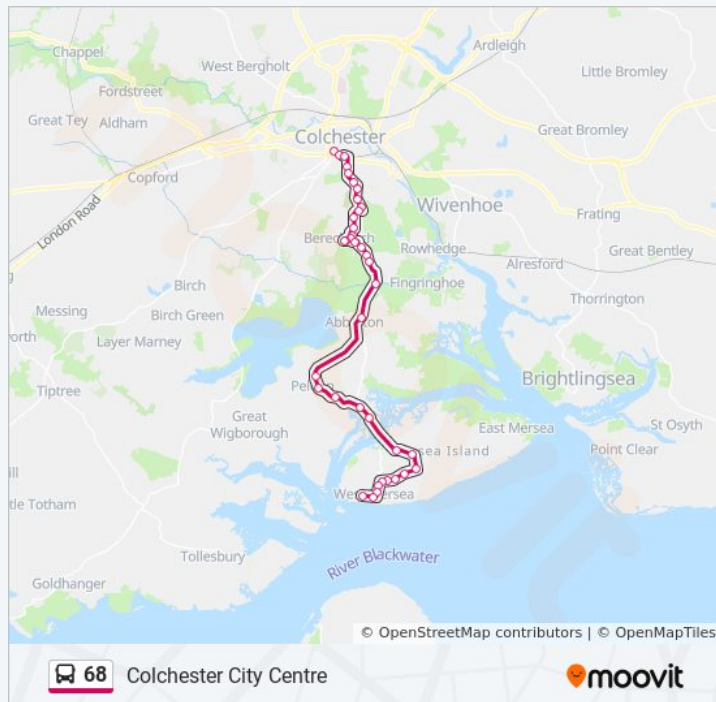 Chappel
Ardleigh
West Bergholt
Little Bromley
Fordstreet
Great Tey
Aldham
Colchester
Great Bromley
Copford
London Road
Wivenhoe
Frating
Rowhedge
Great Bentley
Alresford
Birch
Fingringhoe
Messing
Birch Green
Thorrington
Layer Marney
Tiptree
Brightlingsea
Great
Wigborough
East Mersea
St Osyth
Point Clear
Tollesbury
River Blackwater
Goldhanger
© OpenStreetMap contributors | © OpenMapTiles
68 Colchester City Centre
moovit